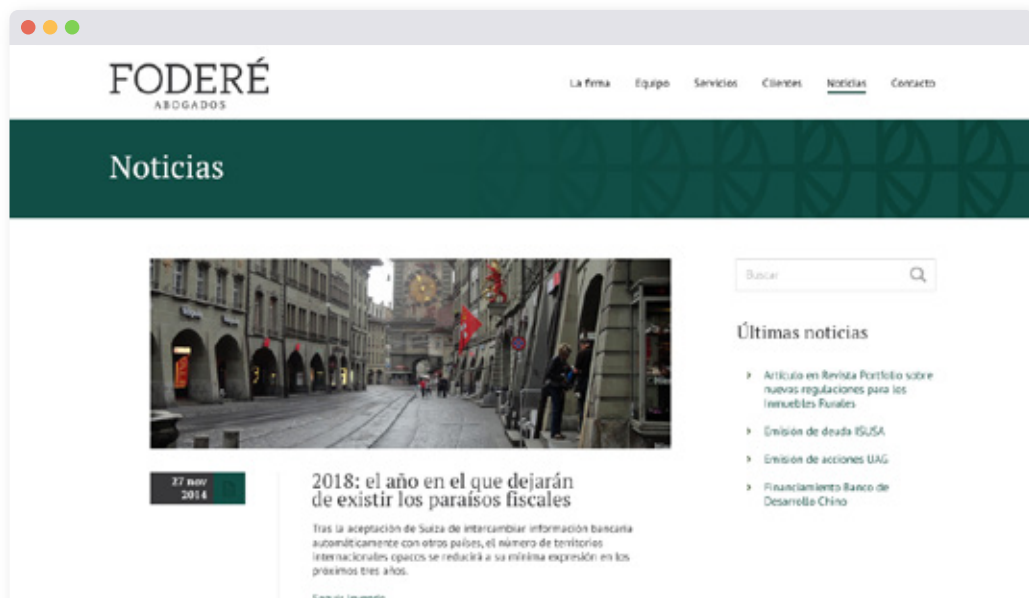 FODERÉ
ABOGADOS
La firma Equipo Servicios Clientes Noticias Contacto
Noticias
Buscar
Últimas noticias
Artículo en Revista Portfolio sobre
nuevas regulaciones para los
Inmuebles Rurales
Emisión de deuda ISUSA
Emisión de acciones UAG
Financiamiento Banco de
Desarrollo Chino
27 nov
2014
2018: el año en el que dejarán
de existir los paraísos fiscales
Tras la aceptación de Suiza de intercambiar información bancaria
automáticamente con otros países, el número de territorios
internacionales opacos se reducirá a su mínima expresión en los
próximos tres años.